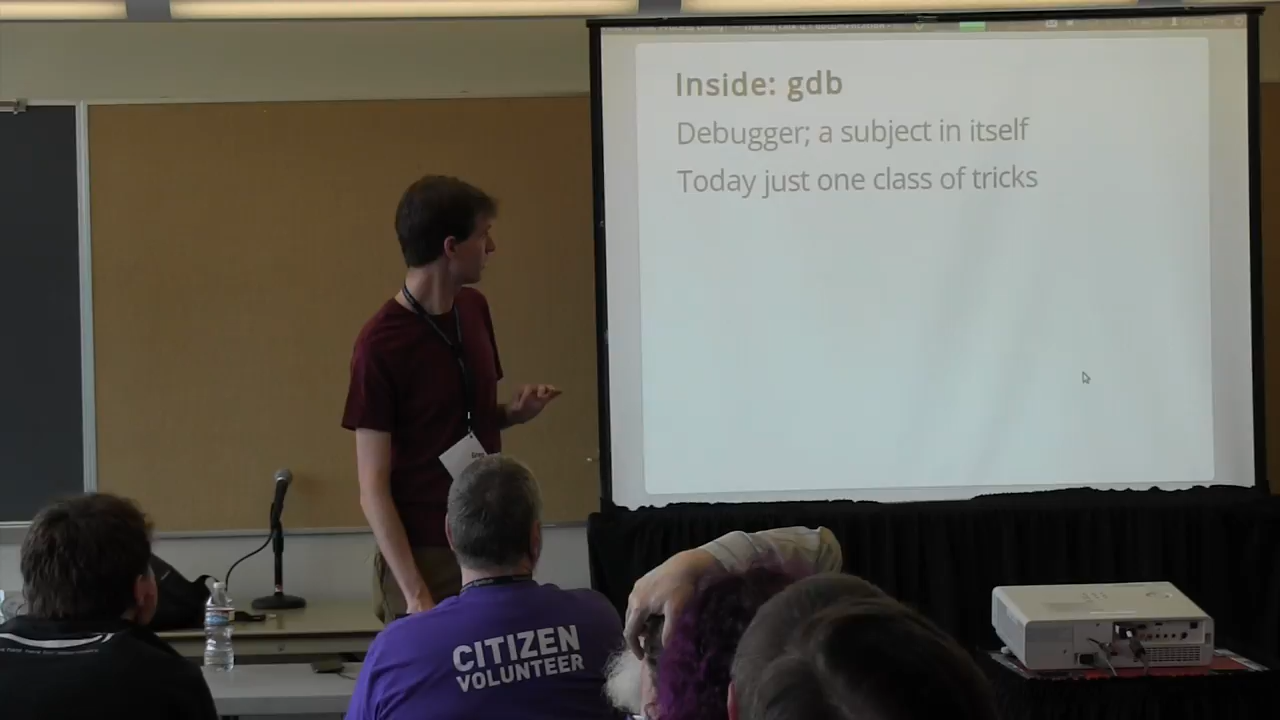 Inside: gdb
Debugger; a subject in itself
Today just one class of tricks
CITIZEN
VOLUNTEER